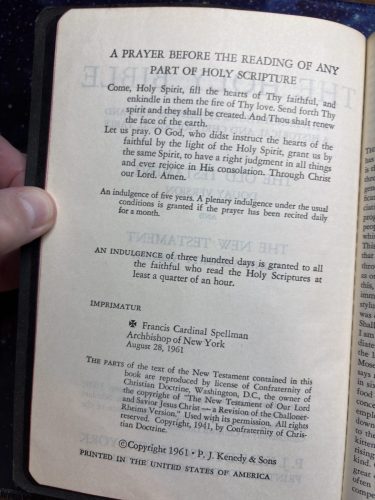 A PRAYER BEFORE THE READING OF ANY
PART OF HOLY SCRIPTURE
Come, Holy Spirit, fill the hearts of Thy faithful, and
enkindle in them the fire of Thy love. Send forth Thy
spirit and they shall be created. And Thou shalt renew
the face of the earth.
Let us pray. O God, who didst instruct the hearts of the
faithful by the light of the Holy Spirit, grant us by
the same Spirit, to have a right judgment in all things
and ever rejoice in His consolation. Through Christ
our Lord. Amen.
An indulgence of five years. A plenary indulgence under the usual
conditions is granted if the prayer has been recited daily
for a month.
AN INDULGENCE of three hundred days is granted to all
the faithful who read the Holy Scriptures at
least a quarter of an hour.
IMPRIMATUR
✠ Francis Cardinal Spellman
Archbishop of New York
August 28, 1961
THE PARTS of the text of the New Testament contained in this
book are reproduced by license of Confraternity of
Christian Doctrine, Washington, D.C., the owner of
the copyright of "The New Testament of Our Lord
and Savior Jesus Christ—a Revision of the Challoner-
Rheims Version." Used with its permission. All rights
reserved. Copyright, 1941, by Confraternity of Chris-
tian Doctrine.
©Copyright 1961 · P. J. Kenedy & Sons
PRINTED IN THE UNITED STATES OF AMERICA